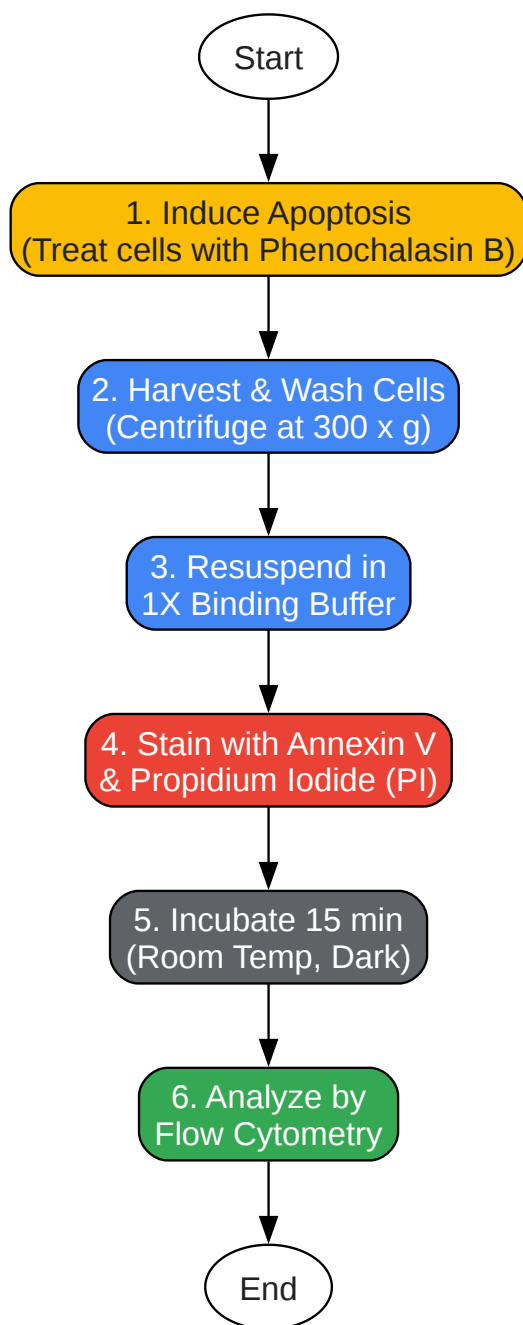 Start
1. Induce Apoptosis
(Treat cells with Phenochalasin B)
2. Harvest & Wash Cells
(Centrifuge at 300 x g)
3. Resuspend in
1X Binding Buffer
4. Stain with Annexin V
& Propidium Iodide (PI)
5. Incubate 15 min
(Room Temp, Dark)
6. Analyze by
Flow Cytometry
End